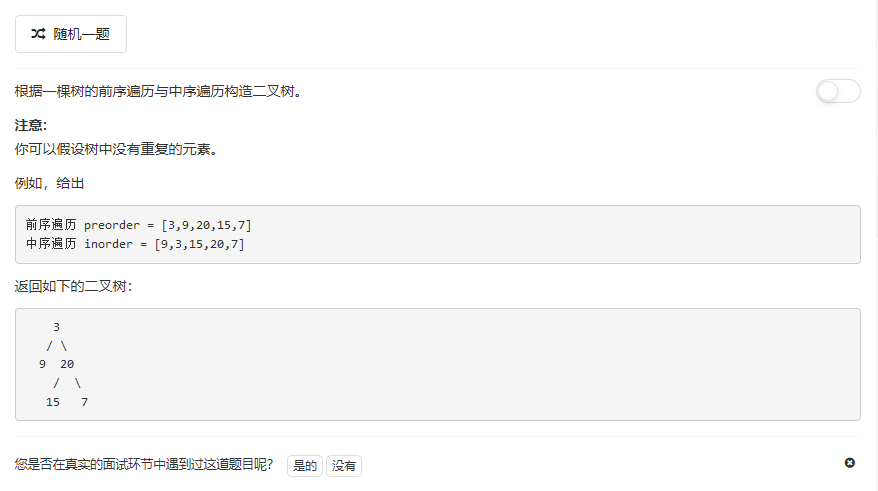 随机一题
根据一棵树的前序遍历与中序遍历构造二叉树。
注意:
你可以假设树中没有重复的元素。
例如，给出
前序遍历 preorder = [3,9,20,15,7]
中序遍历 inorder = [9,3,15,20,7]
返回如下的二叉树：
    3
   / \
  9  20
    /  \
   15   7
您是否在真实的面试环节中遇到过这道题目呢？ 是的 没有